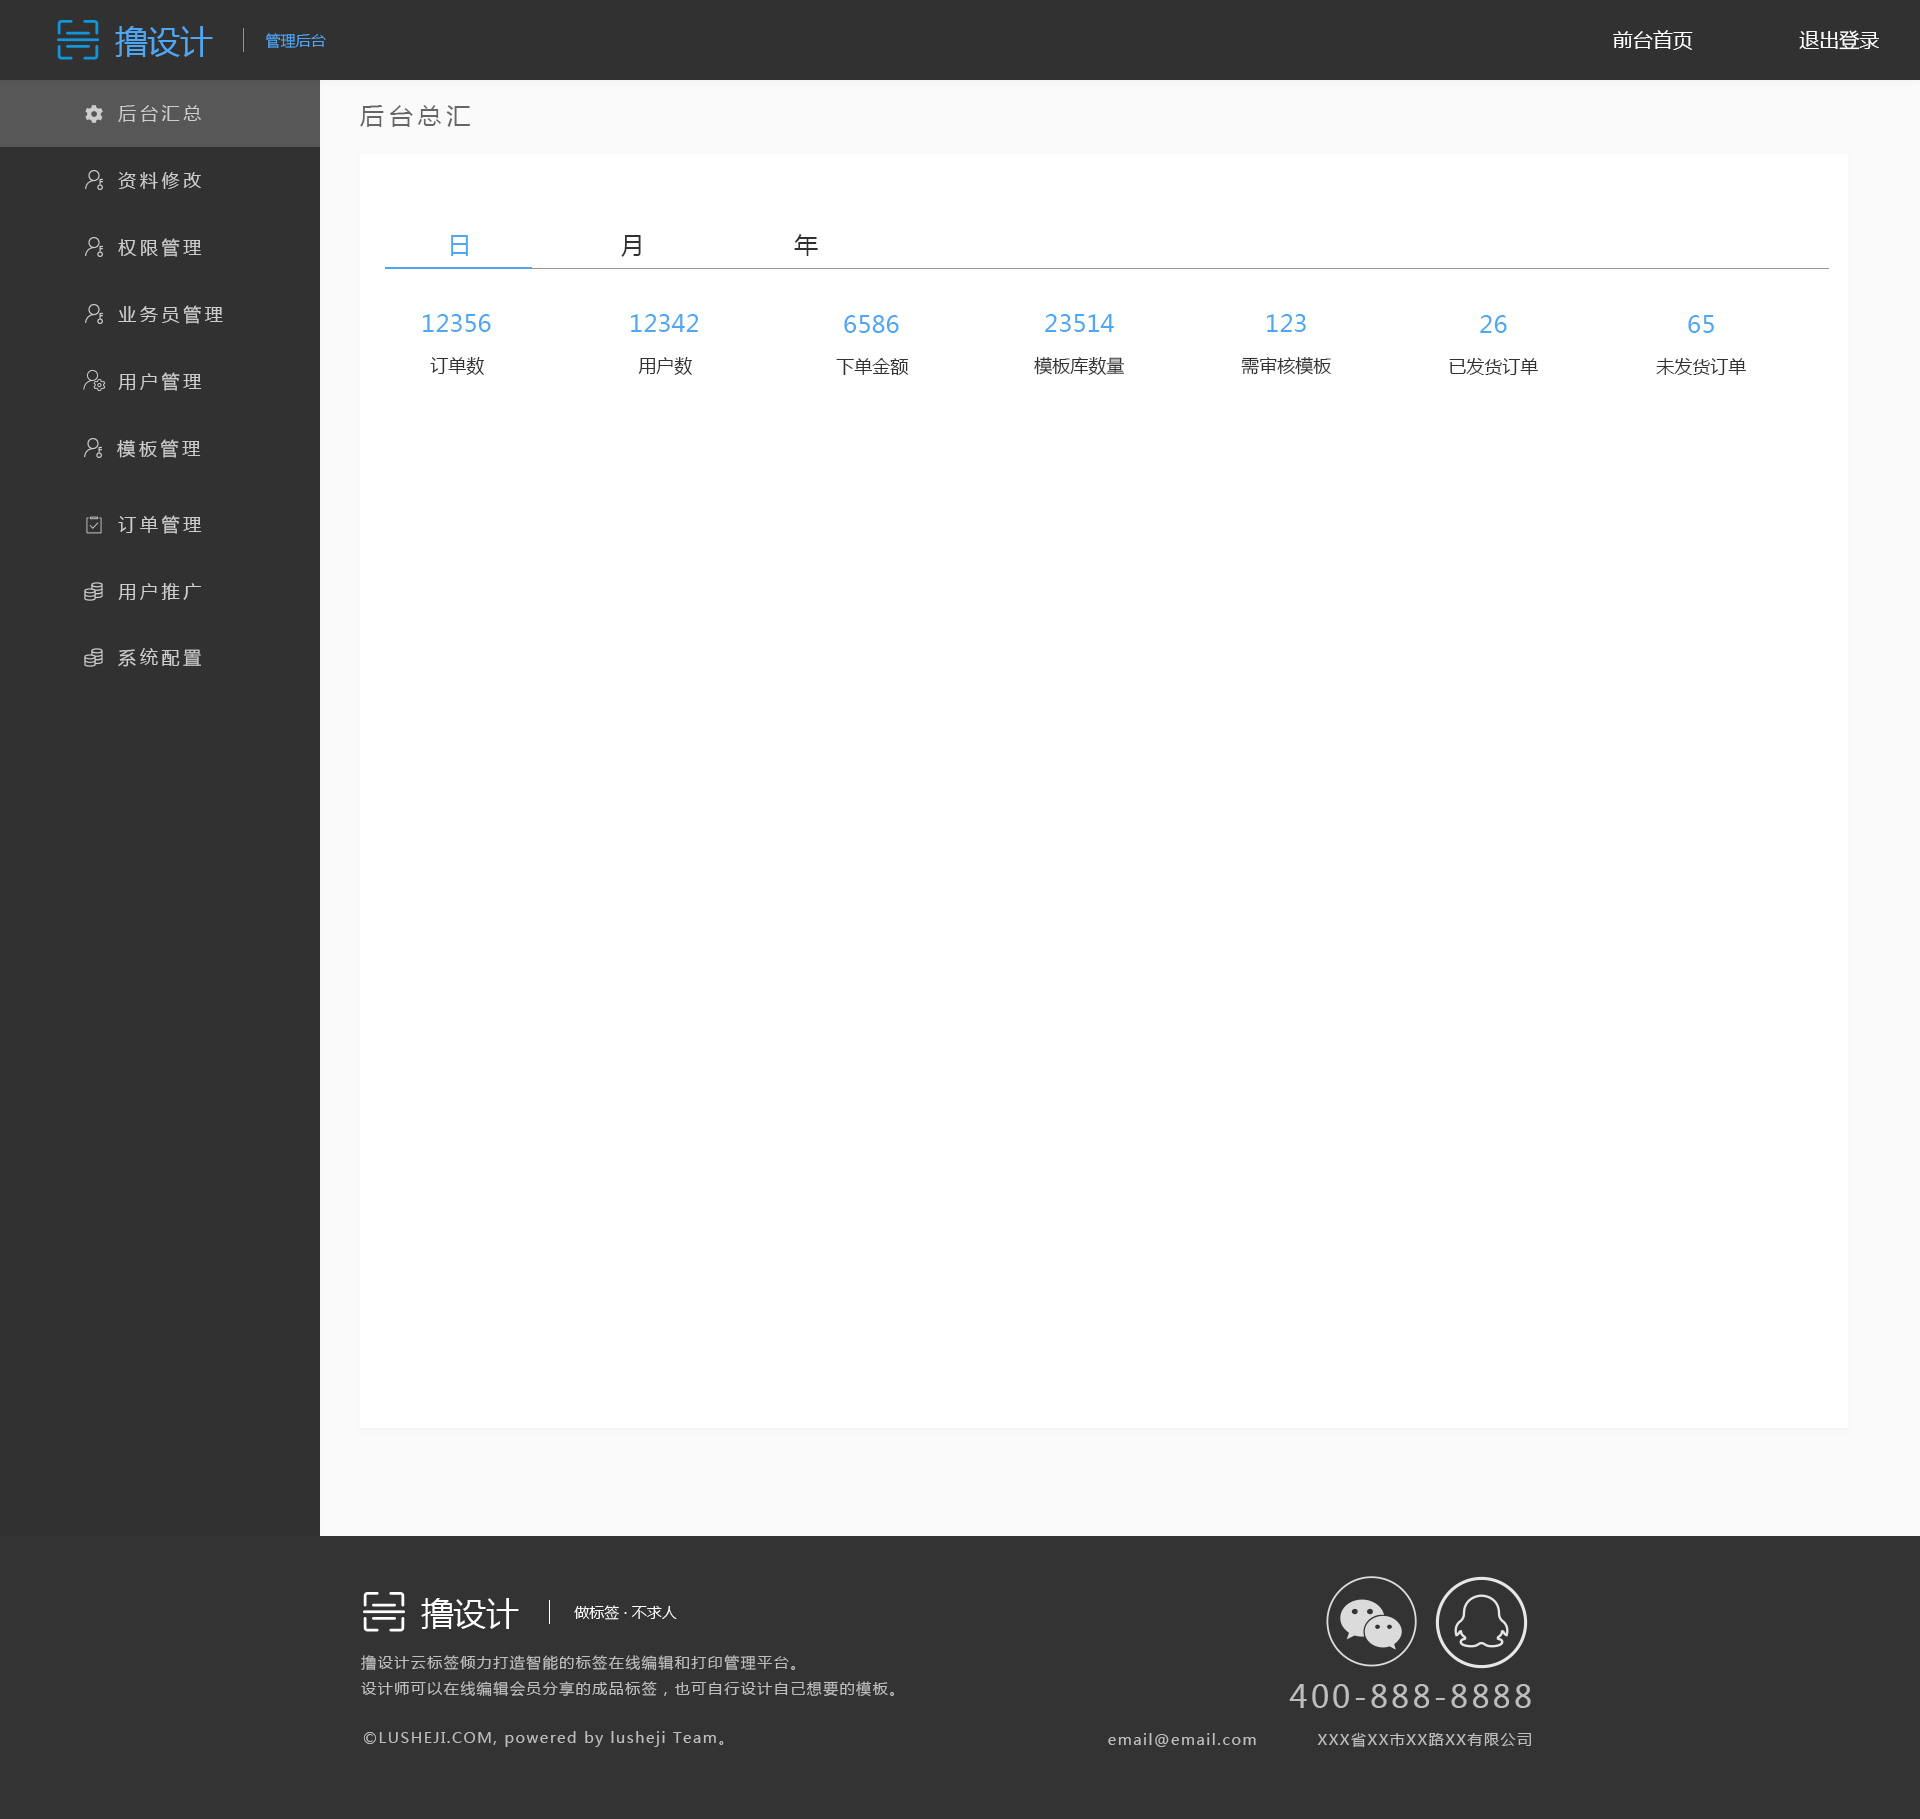 撸设计 管理后台 前台首页 退出登录
后台汇总
资料修改
权限管理
业务员管理
用户管理
模板管理
订单管理
用户推广
系统配置
后台总汇
日 月 年
12356 12342 6586 23514 123 26 65
订单数 用户数 下单金额 模板库数量 需审核模板 已发货订单 未发货订单
撸设计 做标签·不求人
撸设计云标签倾力打造智能的标签在线编辑和打印管理平台。
设计师可以在线编辑会员分享的成品标签，也可自行设计自己想要的模板。
©LUSHEJI.COM, powered by lusheji Team。
400-888-8888
email@email.com XXX省XX市XX路XX有限公司